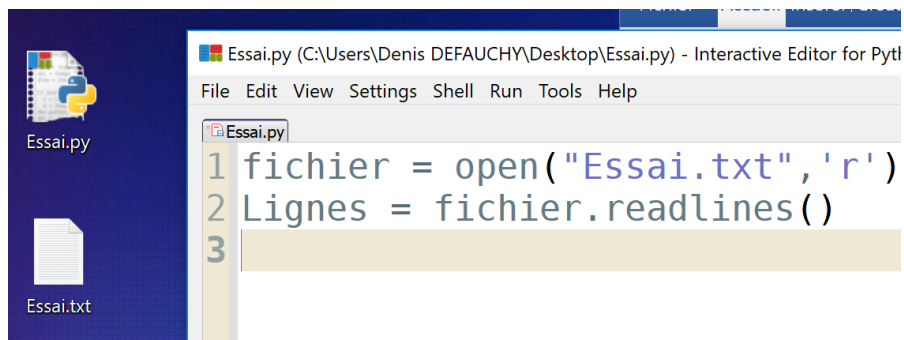 Essai.py (C:\Users\Denis DEFAUCHY\Desktop\Essai.py) - Interactive Editor for
File Edit View Settings Shell Run Tools Help
Essai.py
1 fichier = open("Essai.txt",'r')
2 Lignes = fichier.readlines()
3
Essai.py
Essai.txt